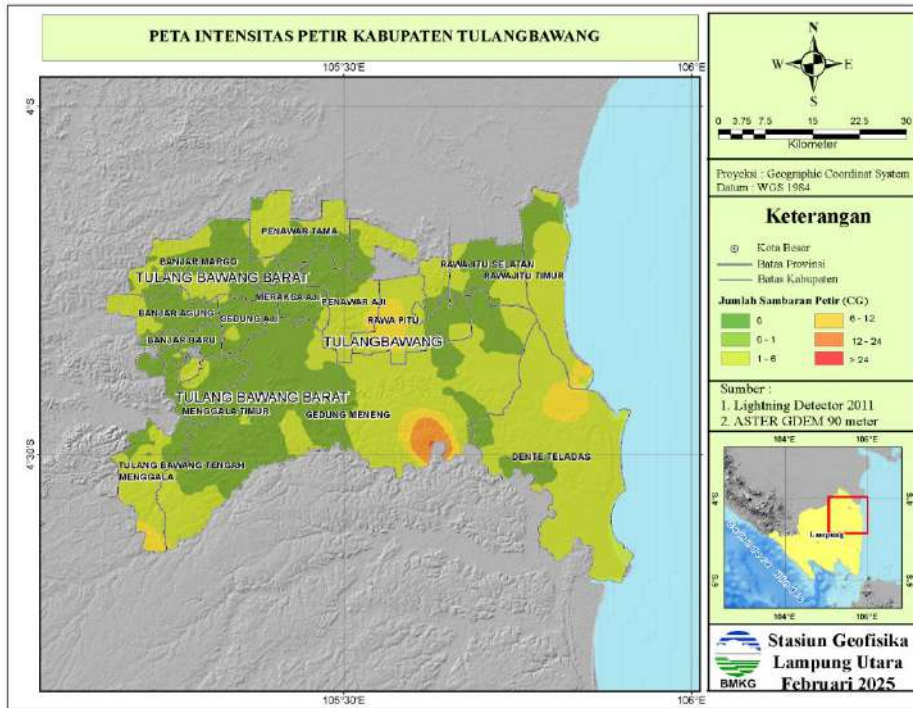 PETA INTENSITAS PETIR KABUPATEN TULANGBAWANG
105°30'E
106°E
4°S
4°30'S
PENAWAR TAMA
BANJAR MARGO
TULANG BAWANG BARAT
RAWAJITU SELATAN
RAWAJITU TIMUR
MERAKSA AJI
PENAWAR AJI
BANJAR AGUNG
GEDUNG AJI
RAWA PITU
BANJAR BARU
TULANGBAWANG
TULANG BAWANG BARAT
MENGGALA TIMUR
GEDUNG MENENG
TULANG BAWANG TENGAH
MENGGALA
DENTE TELADAS
105°30'E
106°E
N
W
E
S
0 3.75 7.5 15 22.5 30
Kilometer
Proyeksi : Geographic Coordinat System
Datum : WGS 1984
Keterangan
Kota Besar
Batas Provinsi
Batas Kabupaten
Jumlah Sambaran Petir (CG)
0
0 - 1
1 - 6
6 - 12
12 - 24
> 24
Sumber :
1. Lightning Detector 2011
2. ASTER GDEM 90 meter
104°E
106°E
4°S
6°S
Lampung
Samudera Hindia
104°E
106°E
BMKG
Stasiun Geofisika
Lampung Utara
Februari 2025